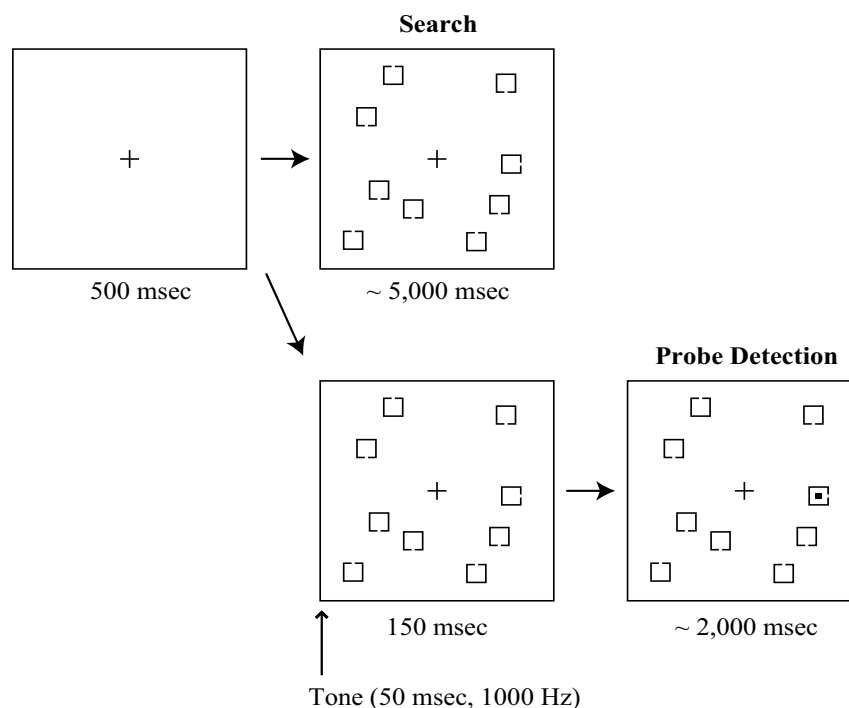 Search
500 msec
~ 5,000 msec
Probe Detection
150 msec
~ 2,000 msec
Tone (50 msec, 1000 Hz)